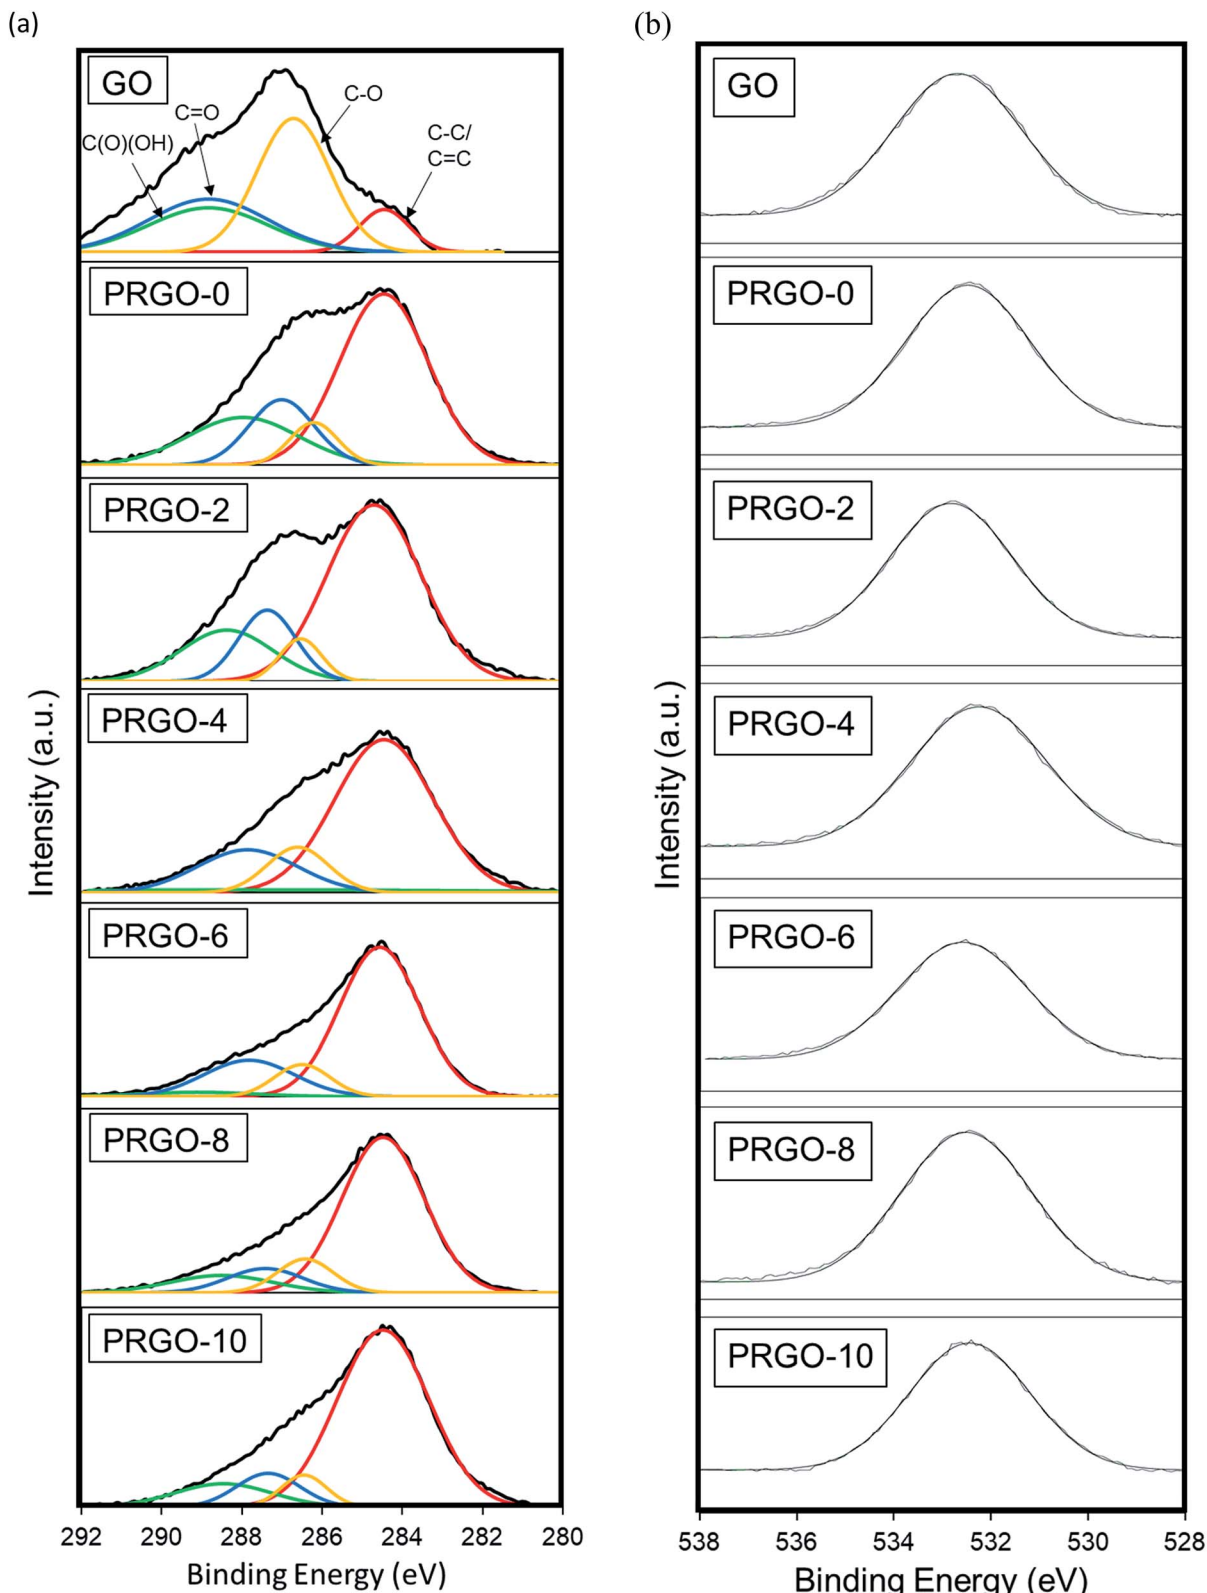 (a)
GO
C=O
C-O
C(O)(OH)
C-C/
C=C
PRGO-0
PRGO-2
PRGO-4
PRGO-6
PRGO-8
PRGO-10
Intensity (a.u.)
292 290 288 286 284 282 280
Binding Energy (eV)
(b)
GO
PRGO-0
PRGO-2
PRGO-4
PRGO-6
PRGO-8
PRGO-10
Intensity (a.u.)
538 536 534 532 530 528
Binding Energy (eV)